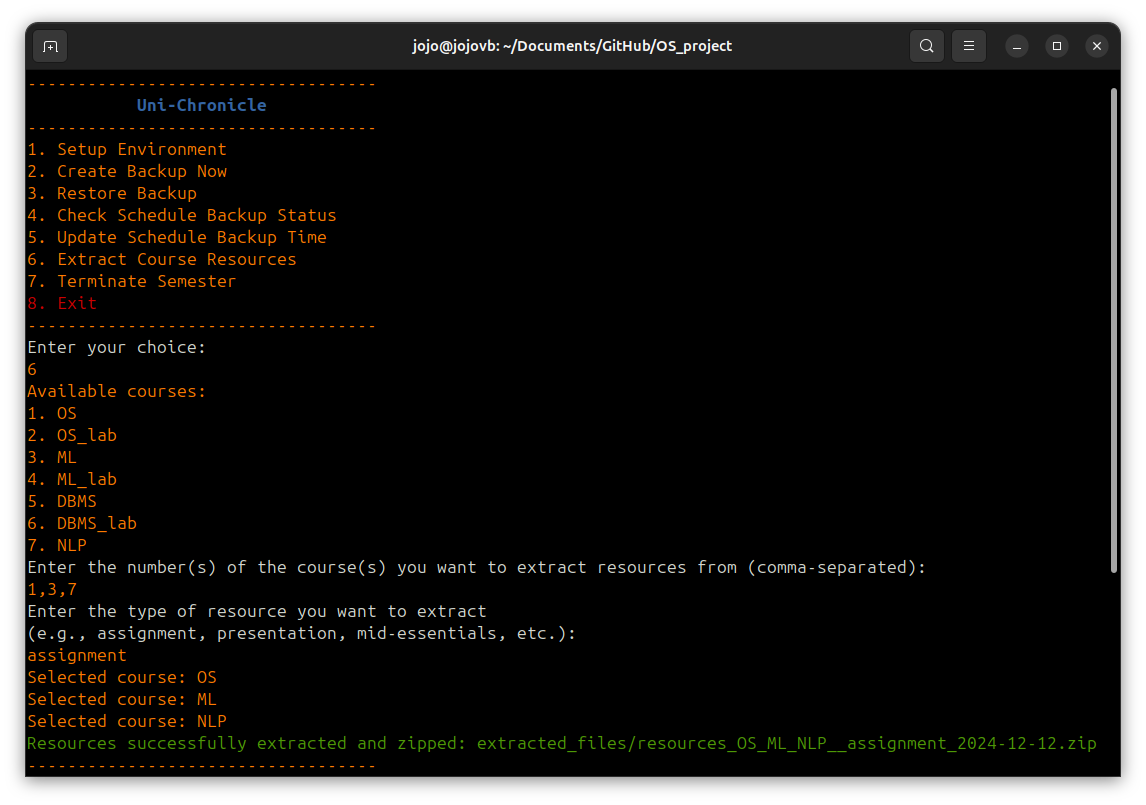 jojo@jojovb: ~/Documents/GitHub/OS_project
-----------------------------------
Uni-Chronicle
-----------------------------------
1. Setup Environment
2. Create Backup Now
3. Restore Backup
4. Check Schedule Backup Status
5. Update Schedule Backup Time
6. Extract Course Resources
7. Terminate Semester
8. Exit
-----------------------------------
Enter your choice:
6
Available courses:
1. OS
2. OS_lab
3. ML
4. ML_lab
5. DBMS
6. DBMS_lab
7. NLP
Enter the number(s) of the course(s) you want to extract resources from (comma-separated):
1,3,7
Enter the type of resource you want to extract
(e.g., assignment, presentation, mid-essentials, etc.):
assignment
Selected course: OS
Selected course: ML
Selected course: NLP
Resources successfully extracted and zipped: extracted_files/resources_OS_ML_NLP__assignment_2024-12-12.zip
-----------------------------------